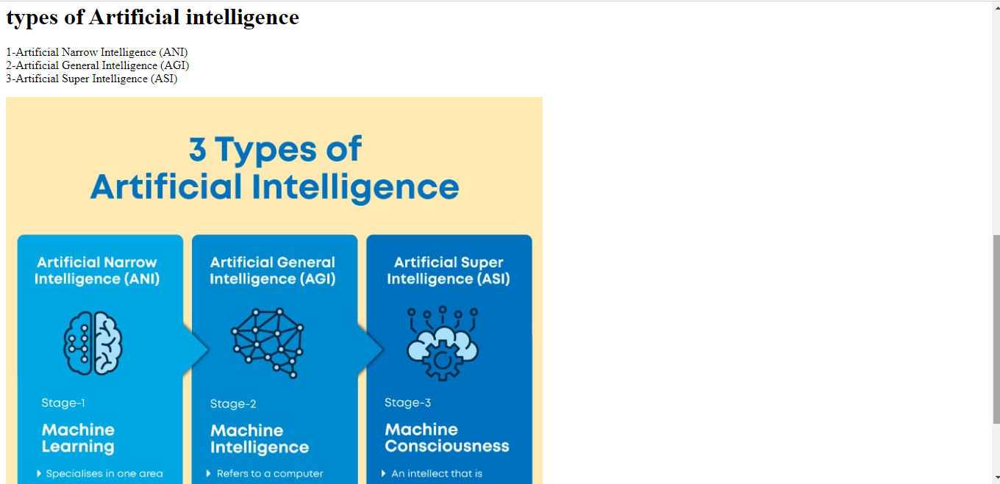 types of Artificial intelligence
1-Artificial Narrow Intelligence (ANI)
2-Artificial General Intelligence (AGI)
3-Artificial Super Intelligence (ASI)
3 Types of
Artificial Intelligence
Artificial Narrow
Intelligence (ANI)
Stage-1
Machine
Learning
Specialises in one area
Artificial General
Intelligence (AGI)
Stage-2
Machine
Intelligence
Refers to a computer
Artificial Super
Intelligence (ASI)
Stage-3
Machine
Consciousness
An intellect that is